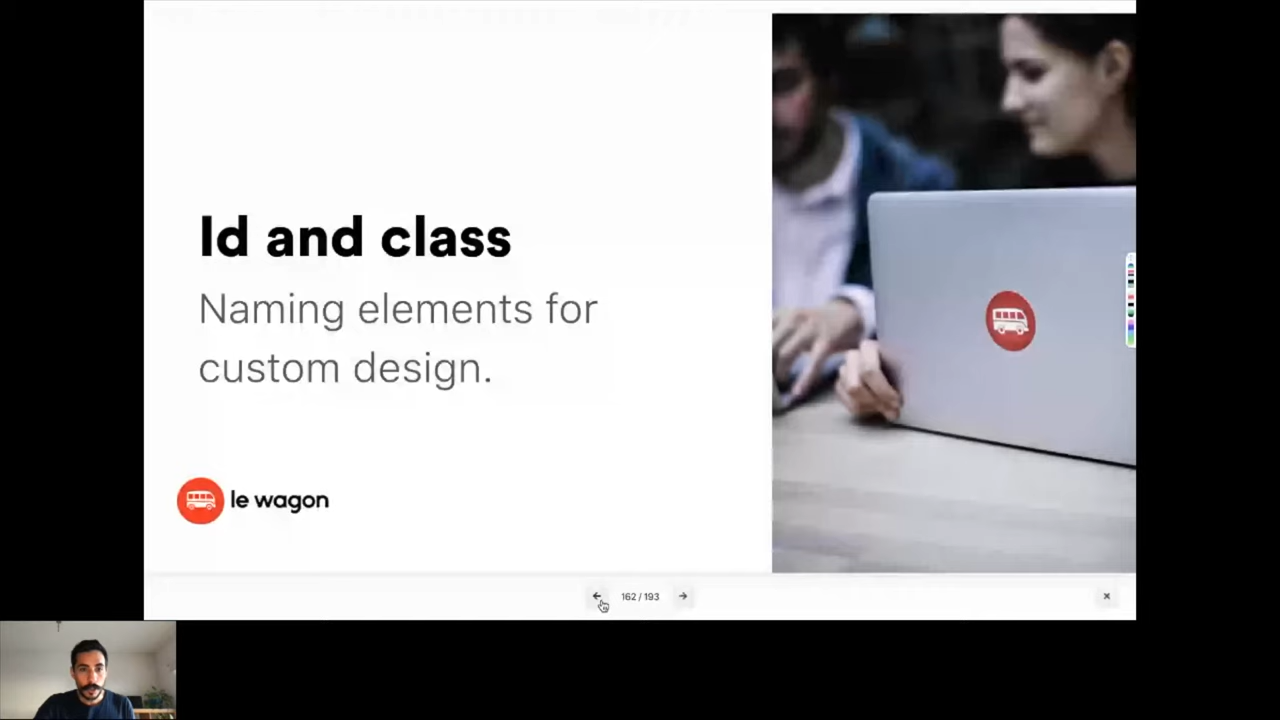 Id and class
Naming elements for
custom design.
le wagon
162 / 193